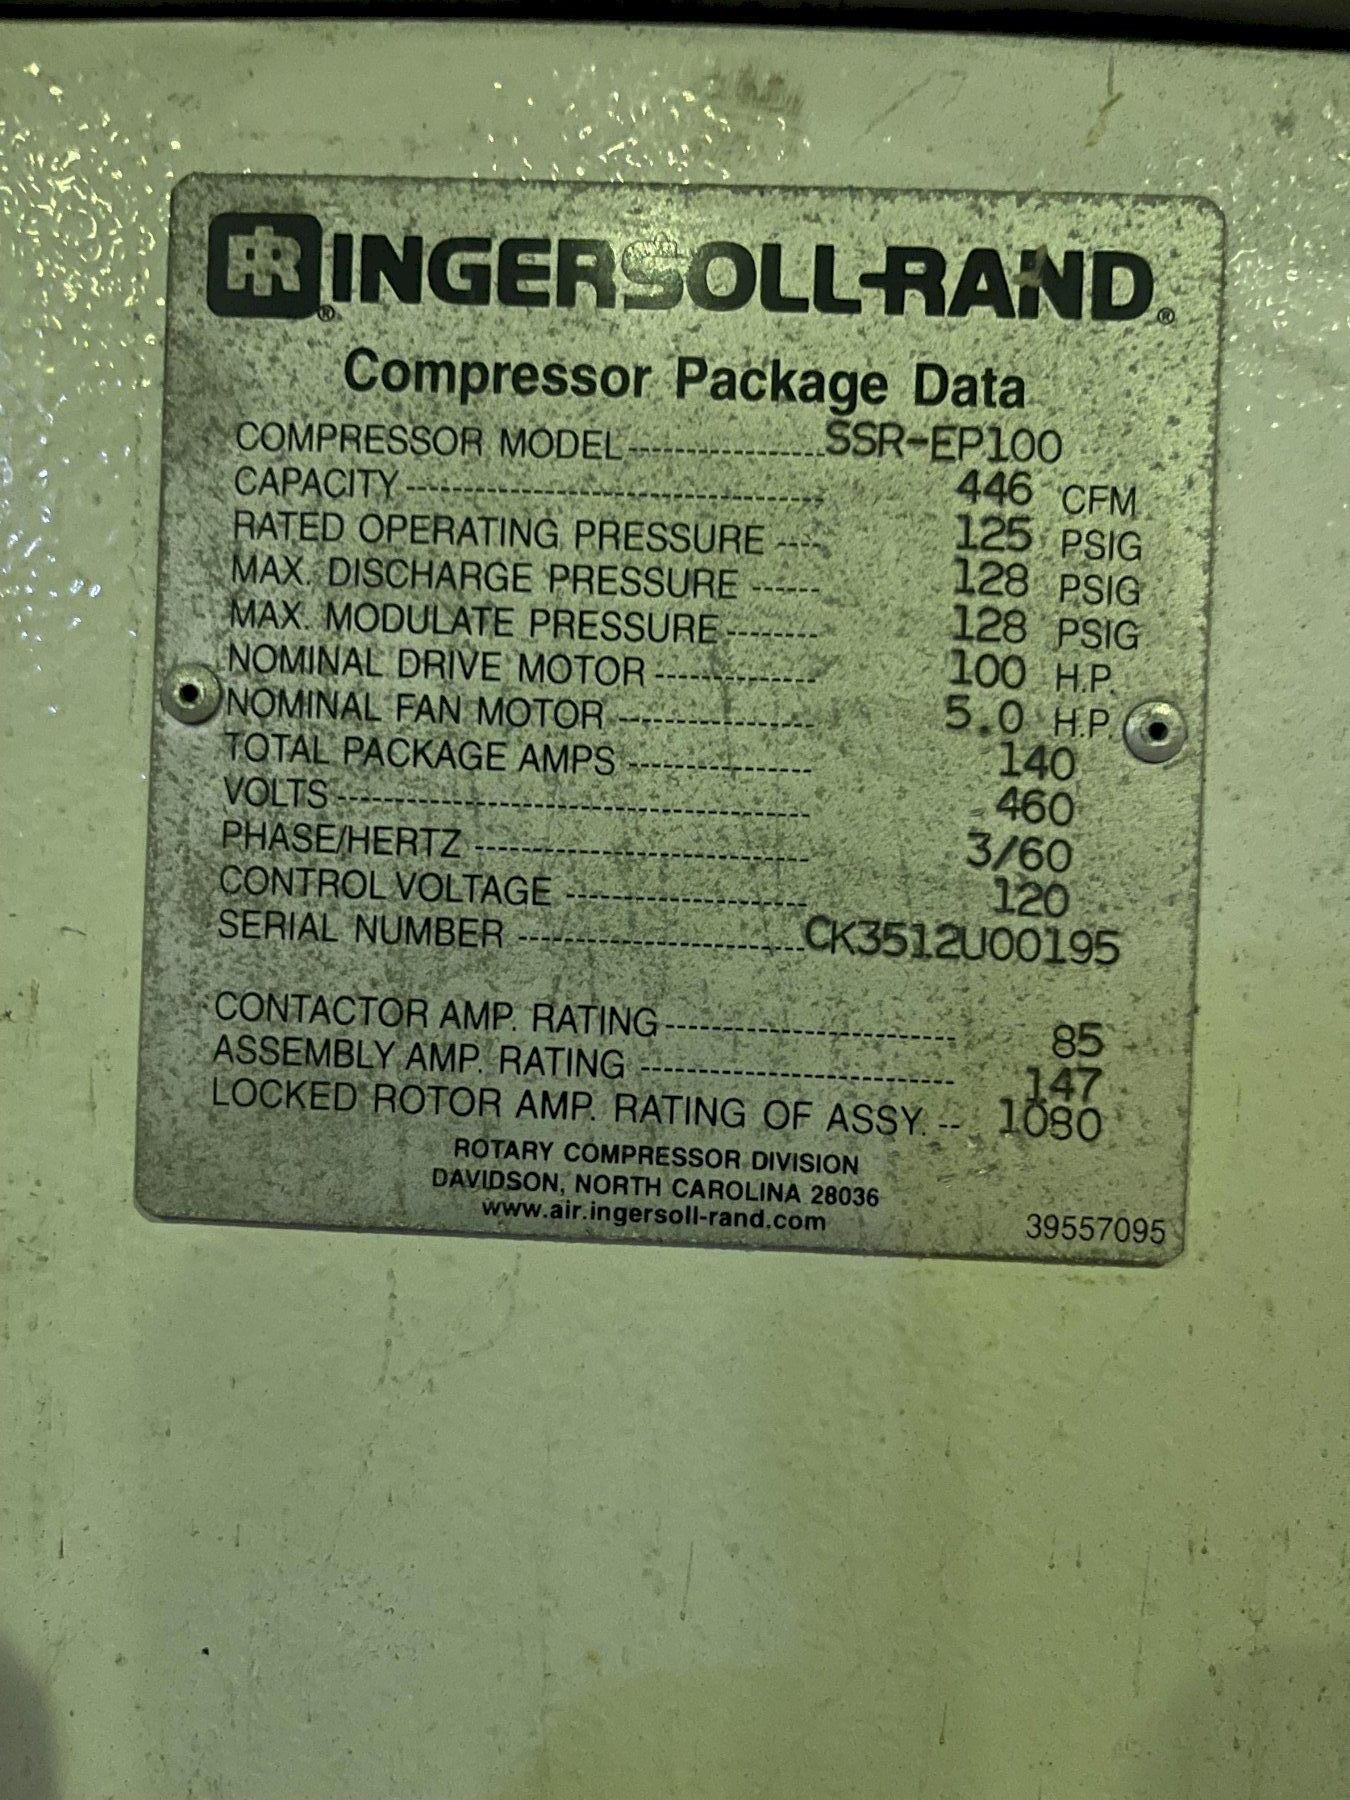 IR® INGERSOLL-RAND®
Compressor Package Data
COMPRESSOR MODEL----------------SSR-EP100
CAPACITY---------------------------------- 446 CFM
RATED OPERATING PRESSURE ---- 125 PSIG
MAX. DISCHARGE PRESSURE ------ 128 PSIG
MAX. MODULATE PRESSURE-------- 128 PSIG
NOMINAL DRIVE MOTOR -------------- 100 H.P.
NOMINAL FAN MOTOR ----------------- 5.0 H.P.
TOTAL PACKAGE AMPS ---------------- 140
VOLTS ---------------------------------------- 460
PHASE/HERTZ ---------------------------- 3/60
CONTROL VOLTAGE -------------------- 120
SERIAL NUMBER ------------------------CK3512U00195
CONTACTOR AMP. RATING------------------------ 85
ASSEMBLY AMP. RATING -------------------------- 147
LOCKED ROTOR AMP. RATING OF ASSY. -- 1080
ROTARY COMPRESSOR DIVISION
DAVIDSON, NORTH CAROLINA 28036
www.air.ingersoll-rand.com
39557095